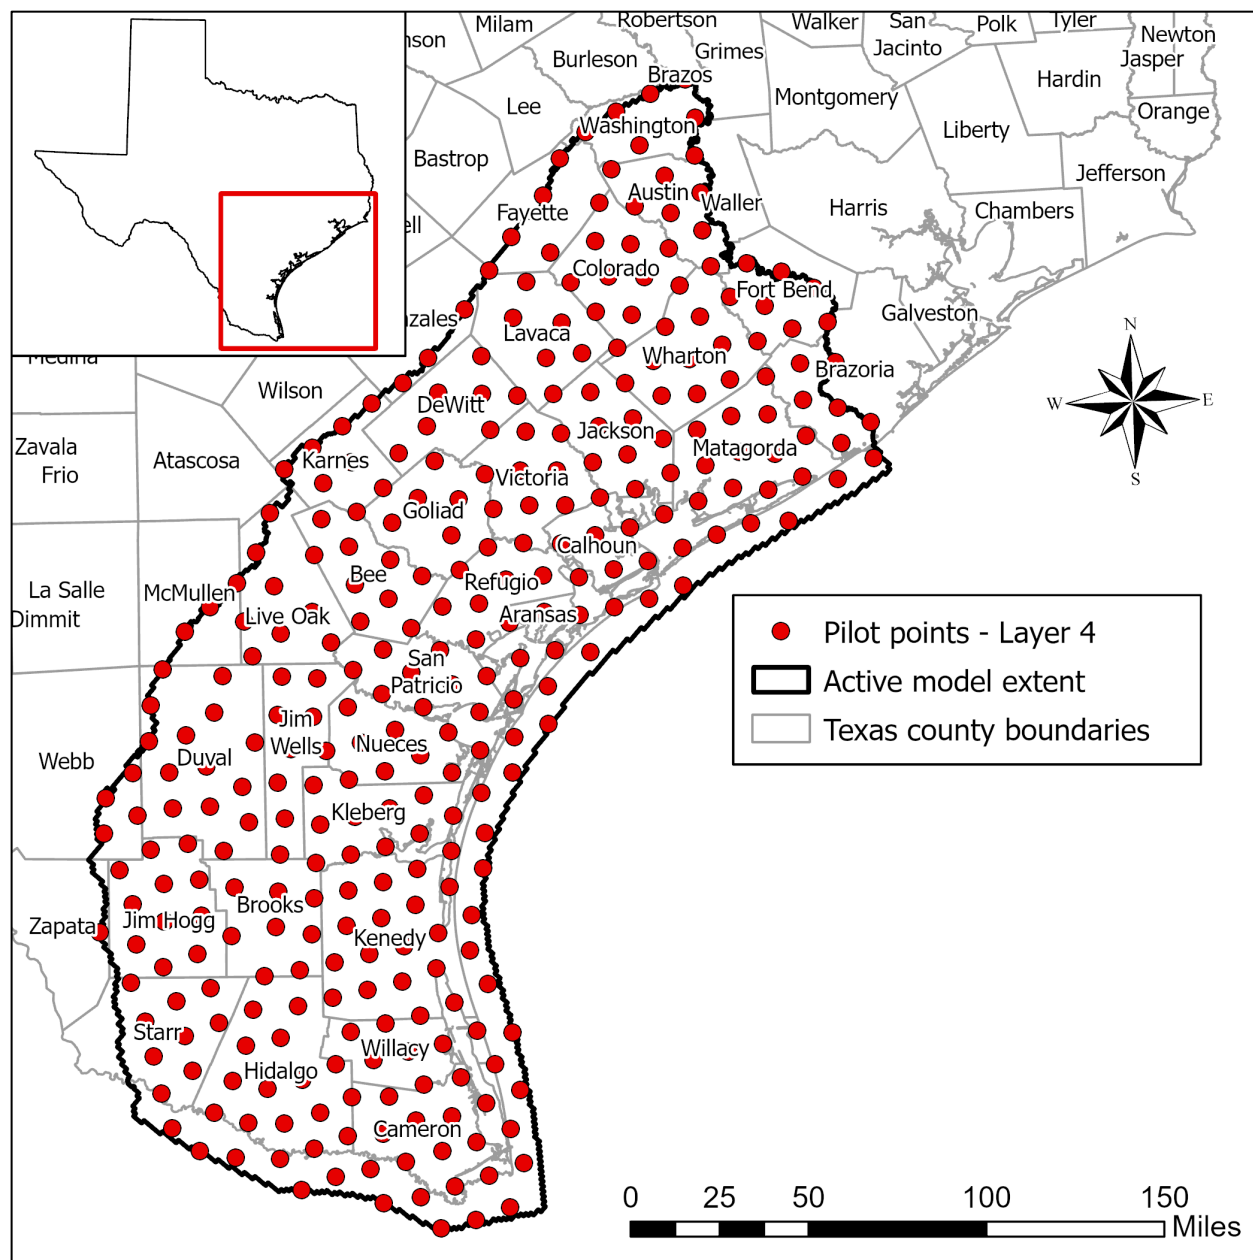 Milam
Robertson
Walker
San
Jacinto
Polk
Tyler
Newton
nson
Burleson
Grimes
Jasper
Brazos
Hardin
Lee
Montgomery
Orange
Washington
Liberty
Bastrop
Jefferson
Austin
Waller
Fayette
Harris
Chambers
ell
Colorado
Fort Bend
Galveston
nzales
Lavaca
Medina
Wharton
Brazoria
Wilson
DeWitt
Jackson
Matagorda
Zavala
Frio
Atascosa
Karnes
Victoria
Goliad
Calhoun
Bee
Refugio
La Salle
Dimmit
McMullen
Live Oak
Aransas
San
Patricio
Webb
Duval
Jim
Wells
Nueces
Kleberg
Zapata
Jim Hogg
Brooks
Kenedy
Starr
Willacy
Hidalgo
Cameron
N
W
E
S
Pilot points - Layer 4
Active model extent
Texas county boundaries
0 25 50 100 150
Miles